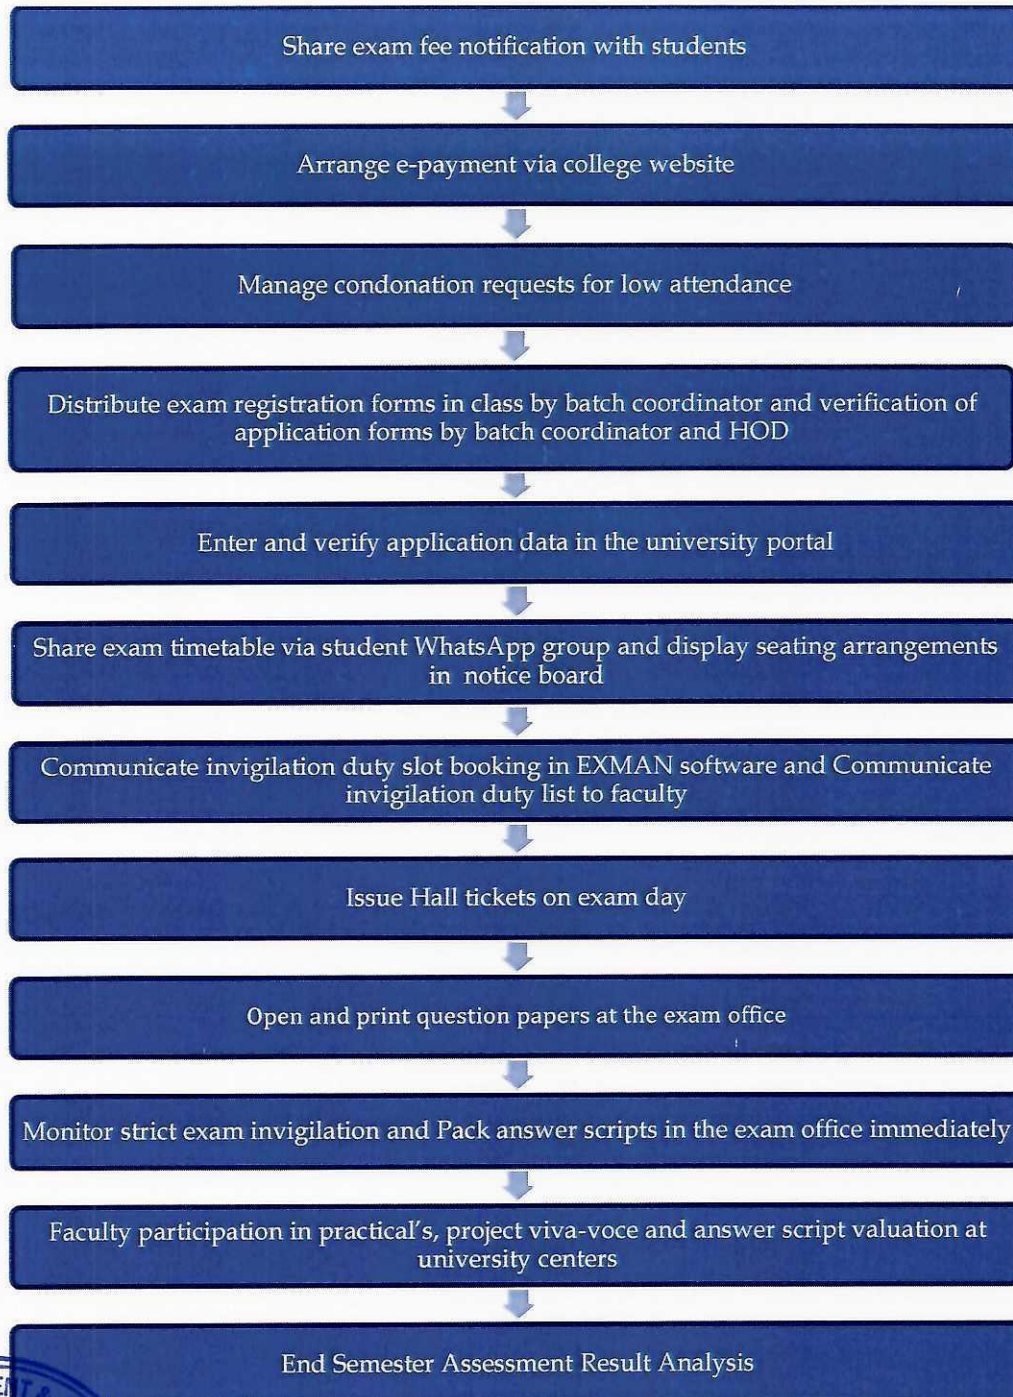 Share exam fee notification with students
Arrange e-payment via college website
Manage condonation requests for low attendance
Distribute exam registration forms in class by batch coordinator and verification of
application forms by batch coordinator and HOD
Enter and verify application data in the university portal
Share exam timetable via student WhatsApp group and display seating arrangements
in notice board
Communicate invigilation duty slot booking in EXMAN software and Communicate
invigilation duty list to faculty
Issue Hall tickets on exam day
Open and print question papers at the exam office
Monitor strict exam invigilation and Pack answer scripts in the exam office immediately
Faculty participation in practical's, project viva-voce and answer script valuation at
university centers
End Semester Assessment Result Analysis